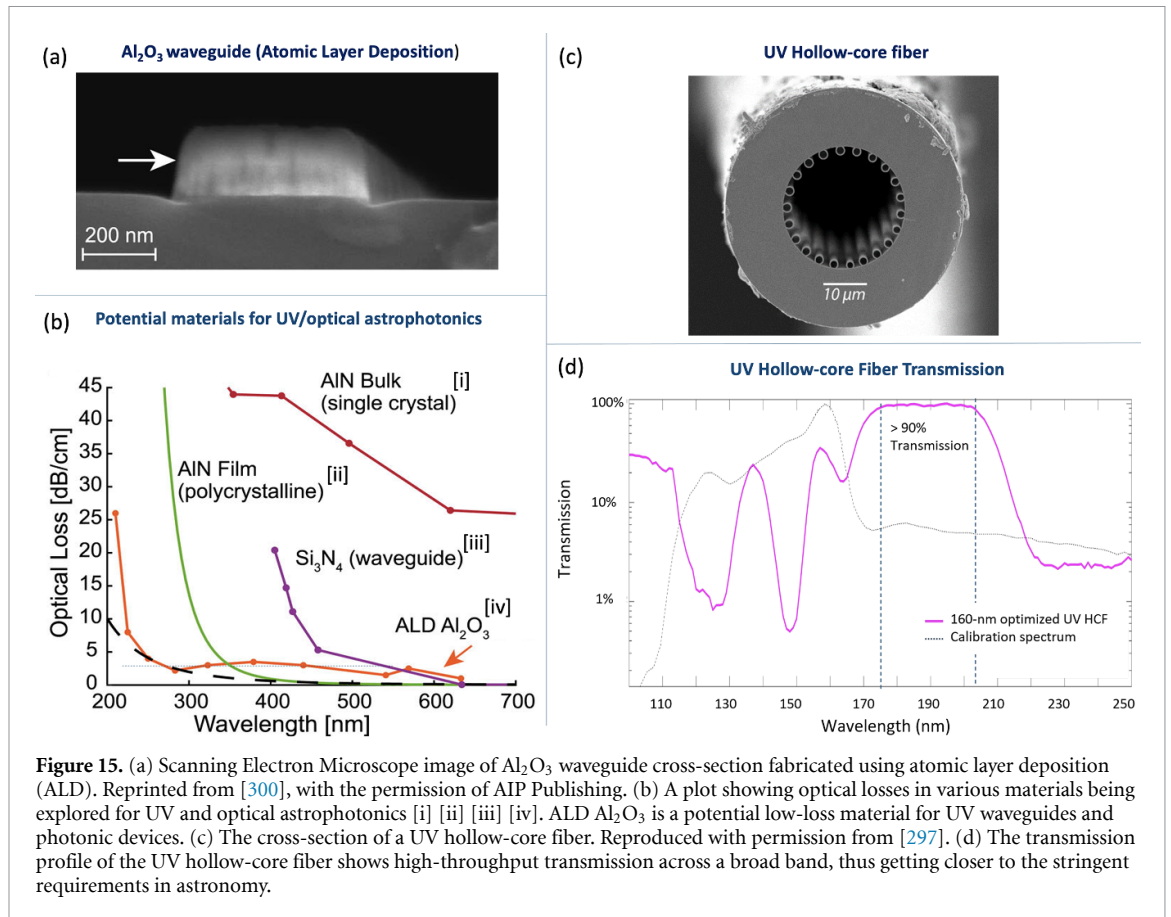 (a)
Al₂O₃ waveguide (Atomic Layer Deposition)
200 nm
(b)
Potential materials for UV/optical astrophotonics
45
40
35
30
25
20
15
10
5
0
Optical Loss [dB/cm]
AlN Bulk [i]
(single crystal)
AlN Film
(polycrystalline) [ii]
Si₃N₄ (waveguide) [iii]
ALD Al₂O₃ [iv]
200 300 400 500 600 700
Wavelength [nm]
(c)
UV Hollow-core fiber
10 µm
(d)
UV Hollow-core Fiber Transmission
100%
10%
1%
Transmission
> 90%
Transmission
160-nm optimized UV HCF
Calibration spectrum
110 130 150 170 190 210 230 250
Wavelength (nm)
Figure 15. (a) Scanning Electron Microscope image of Al₂O₃ waveguide cross-section fabricated using atomic layer deposition
(ALD). Reprinted from [300], with the permission of AIP Publishing. (b) A plot showing optical losses in various materials being
explored for UV and optical astrophotonics [i] [ii] [iii] [iv]. ALD Al₂O₃ is a potential low-loss material for UV waveguides and
photonic devices. (c) The cross-section of a UV hollow-core fiber. Reproduced with permission from [297]. (d) The transmission
profile of the UV hollow-core fiber shows high-throughput transmission across a broad band, thus getting closer to the stringent
requirements in astronomy.